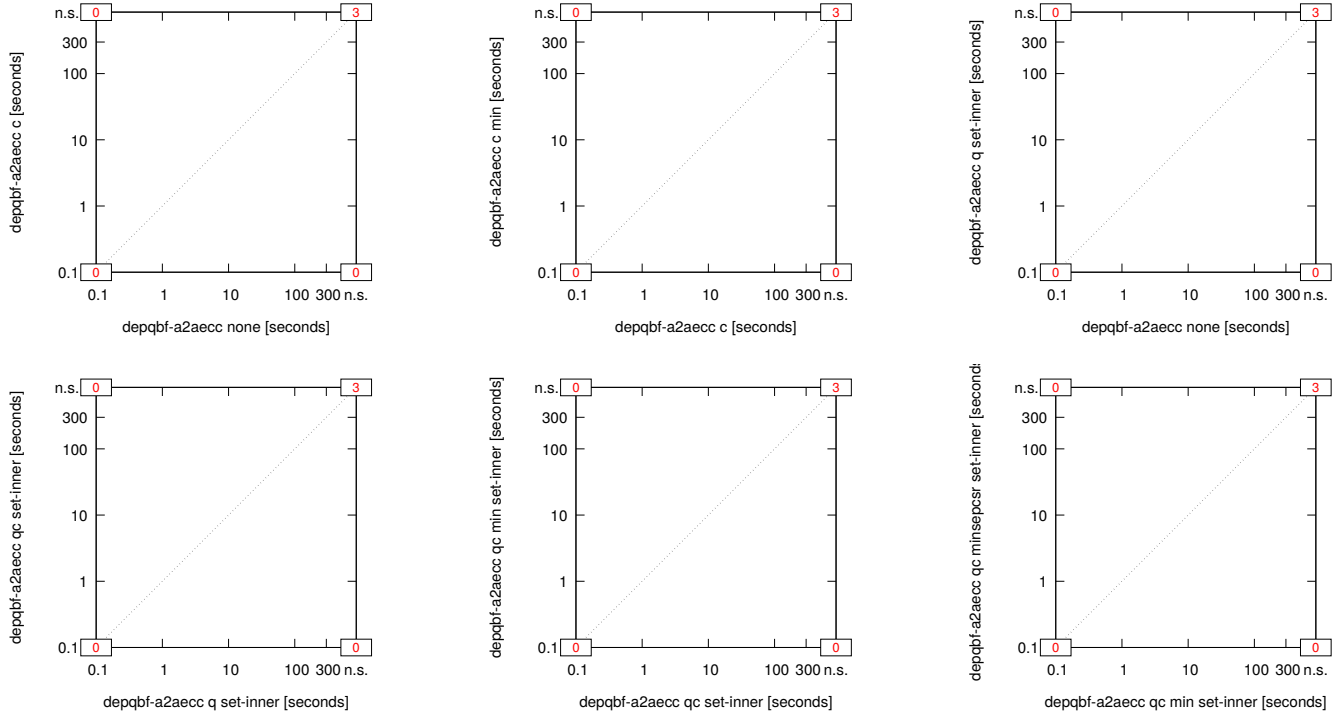 n.s. 0 3
300
100
10
1
0.1 0 0
0.1 1 10 100 300 n.s.
depqbf-a2aecc c [seconds]
depqbf-a2aecc none [seconds]
n.s. 0 3
300
100
10
1
0.1 0 0
0.1 1 10 100 300 n.s.
depqbf-a2aecc c min [seconds]
depqbf-a2aecc c [seconds]
n.s. 0 3
300
100
10
1
0.1 0 0
0.1 1 10 100 300 n.s.
depqbf-a2aecc q set-inner [seconds]
depqbf-a2aecc none [seconds]
n.s. 0 3
300
100
10
1
0.1 0 0
0.1 1 10 100 300 n.s.
depqbf-a2aecc qc set-inner [seconds]
depqbf-a2aecc q set-inner [seconds]
n.s. 0 3
300
100
10
1
0.1 0 0
0.1 1 10 100 300 n.s.
depqbf-a2aecc qc min set-inner [seconds]
depqbf-a2aecc qc set-inner [seconds]
n.s. 0 3
300
100
10
1
0.1 0 0
0.1 1 10 100 300 n.s.
depqbf-a2aecc qc minsepcsr set-inner [second
depqbf-a2aecc qc min set-inner [seconds]